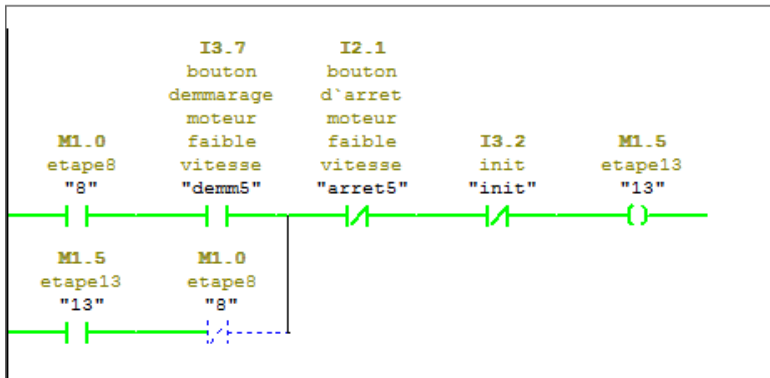 I3.7 I2.1
bouton bouton
demmarage d`arret
moteur moteur
M1.0 faible faible I3.2 M1.5
etape8 vitesse vitesse init etape13
"8" "demm5" "arret5" "init" "13"
M1.5 M1.0
etape13 etape8
"13" "8"